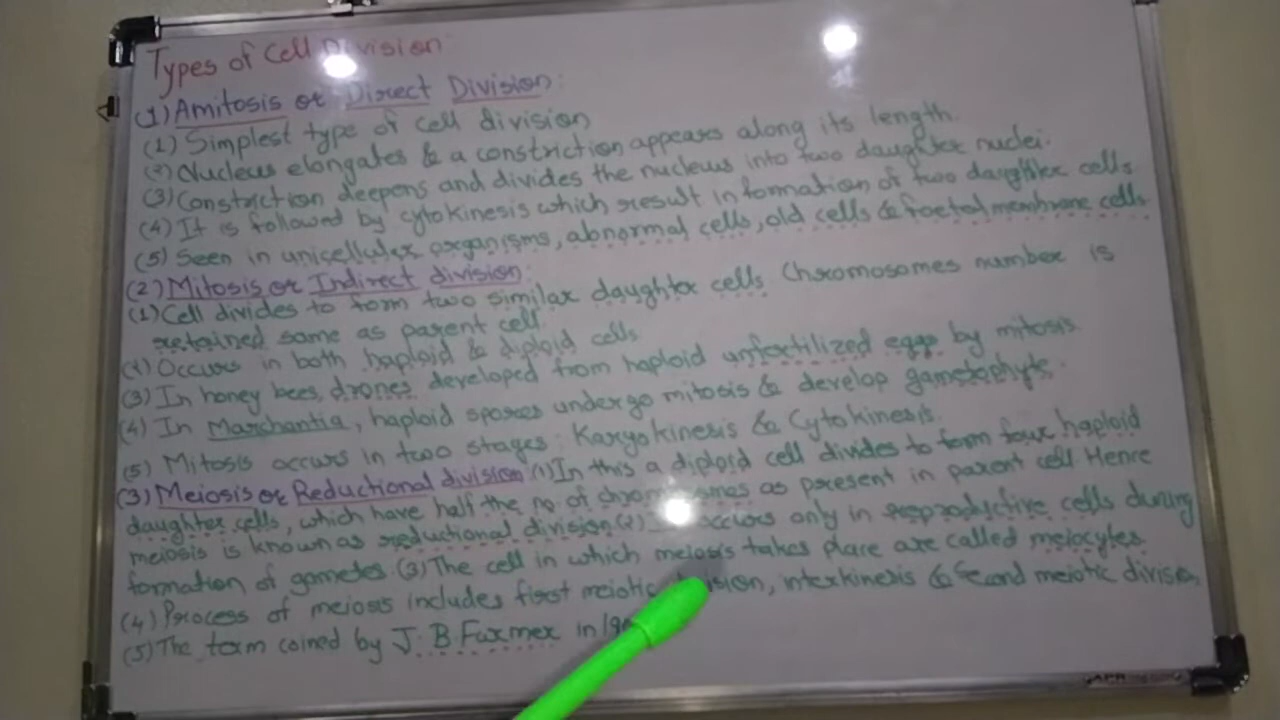 Types of Cell Division:
(1) Amitosis or Direct Division:
(1) Simplest type of cell division
(2) Nucleus elongates & a constriction appears along its length.
(3) Constriction deepens and divides the nucleus into two daughter nuclei.
(4) It is followed by cytokinesis which result in formation of two daughter cells
(5) Seen in unicellular organisms, abnormal cells, old cells & foetal membrane cells
(2) Mitosis or Indirect division:
(1) Cell divides to form two similar daughter cells. Chromosomes number is
retained same as parent cell.
(2) Occurs in both haploid & diploid cells
(3) In honey bees, drones developed from haploid unfertilized eggs by mitosis.
(4) In Marchantia, haploid spores undergo mitosis & develop gametophyte.
(5) Mitosis occurs in two stages: Karyokinesis & Cytokinesis.
(3) Meiosis or Reductional division (1) In this a diploid cell divides to form four haploid
daughter cells, which have half the no of chromosomes as present in parent cell Hence
meiosis is known as reductional division (2) occurs only in reproductive cells during
formation of gametes. (3) The cell in which meiosis takes place are called meiocytes.
(4) Process of meiosis includes first meiotic division, interkinesis & second meiotic division
(5) The term coined by J. B. Farmer in